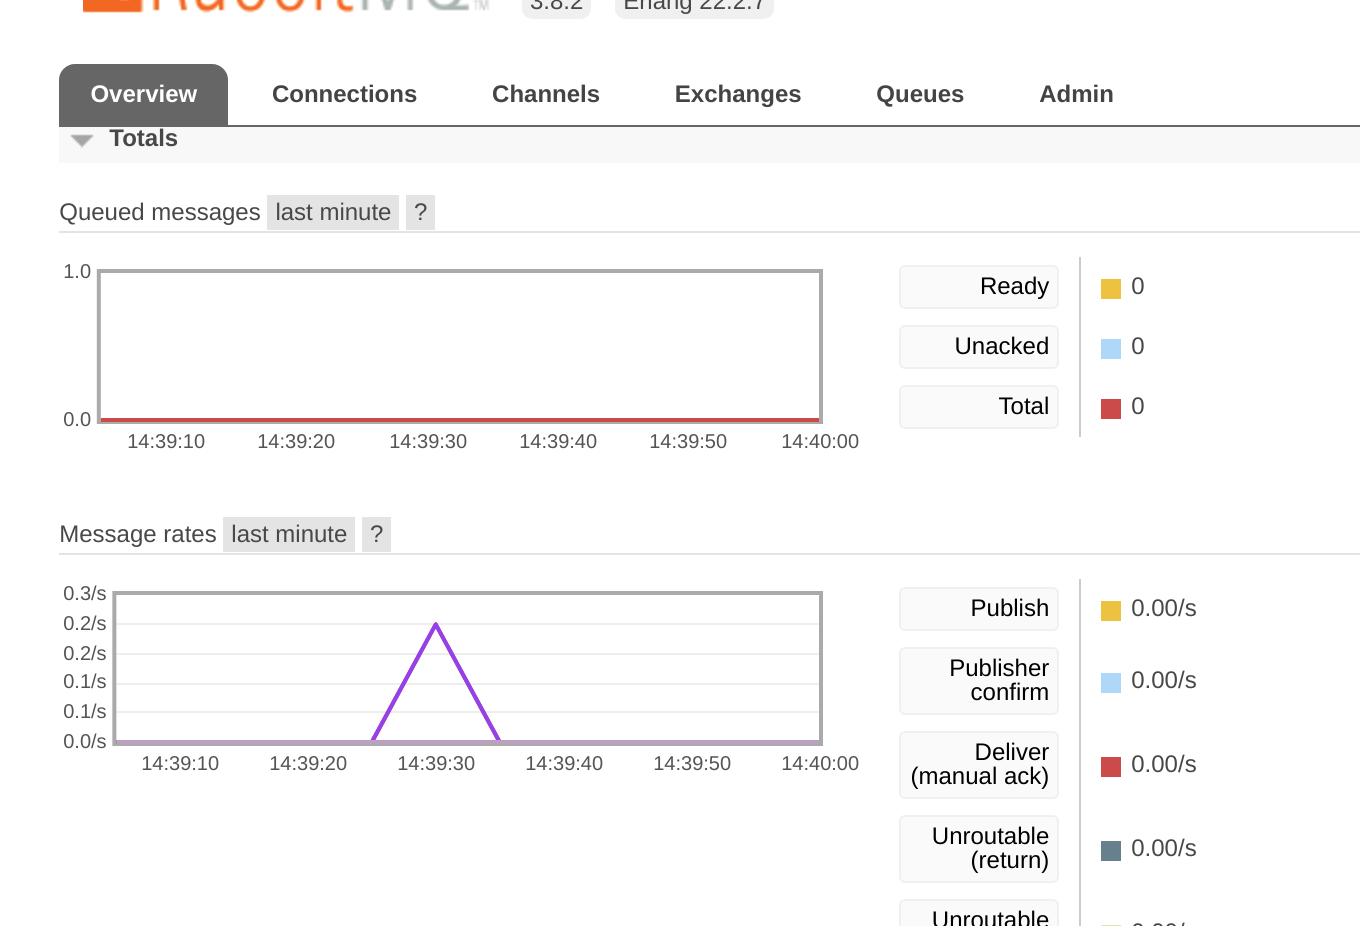 RabbitMQ TM 3.8.2 Erlang 22.2.7
Overview Connections Channels Exchanges Queues Admin
Totals
Queued messages last minute ?
1.0
0.0
14:39:10 14:39:20 14:39:30 14:39:40 14:39:50 14:40:00
Ready 0
Unacked 0
Total 0
Message rates last minute ?
0.3/s
0.2/s
0.2/s
0.1/s
0.1/s
0.0/s
14:39:10 14:39:20 14:39:30 14:39:40 14:39:50 14:40:00
Publish 0.00/s
Publisher
confirm 0.00/s
Deliver
(manual ack) 0.00/s
Unroutable
(return) 0.00/s
Unroutable